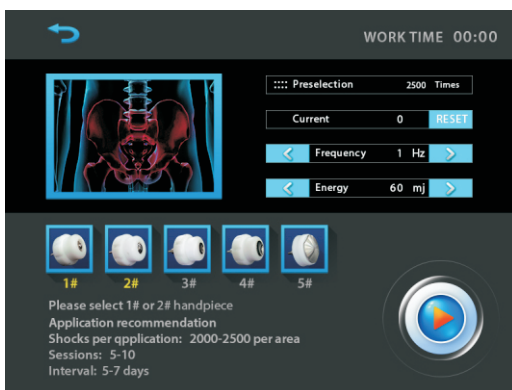 WORK TIME 00:00
:::: Preselection 2500 Times
Current 0 RESET
Frequency 1 Hz
Energy 60 mj
1# 2# 3# 4# 5#
Please select 1# or 2# handpiece
Application recommendation
Shocks per qpplication: 2000-2500 per area
Sessions: 5-10
Interval: 5-7 days